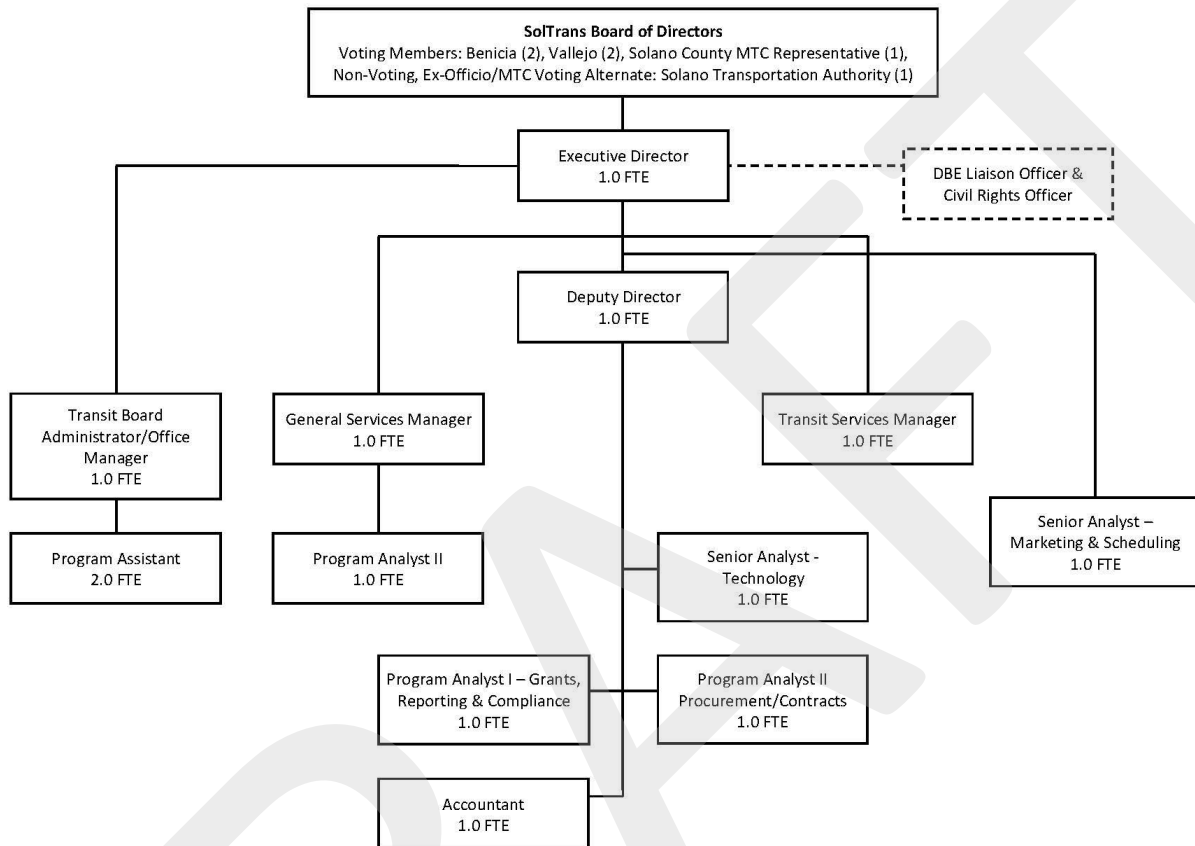 SolTrans Board of Directors
Voting Members: Benicia (2), Vallejo (2), Solano County MTC Representative (1),
Non-Voting, Ex-Officio/MTC Voting Alternate: Solano Transportation Authority (1)
Executive Director
1.0 FTE
DBE Liaison Officer &
Civil Rights Officer
Deputy Director
1.0 FTE
Transit Board
Administrator/Office
Manager
1.0 FTE
General Services Manager
1.0 FTE
Transit Services Manager
1.0 FTE
Senior Analyst –
Marketing & Scheduling
1.0 FTE
Program Assistant
2.0 FTE
Program Analyst II
1.0 FTE
Senior Analyst -
Technology
1.0 FTE
Program Analyst I – Grants,
Reporting & Compliance
1.0 FTE
Program Analyst II
Procurement/Contracts
1.0 FTE
Accountant
1.0 FTE
DRAFT